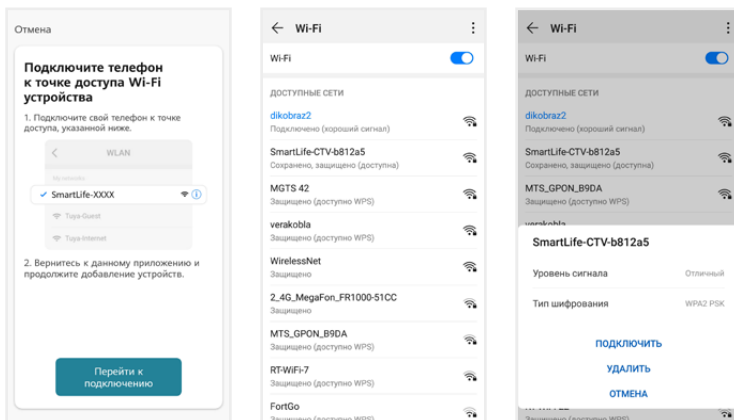 Отмена
Подключите телефон
к точке доступа Wi-Fi
устройства
1. Подключите свой телефон к точке
доступа, указанной ниже.
WLAN
My networks
SmartLife-XXXX
Tuya-Guest
Tuya-Internet
2. Вернитесь к данному приложению и
продолжите добавление устройств.
Перейти к
подключению
Wi-Fi
Wi-Fi
ДОСТУПНЫЕ СЕТИ
dikobraz2
Подключено (хороший сигнал)
SmartLife-CTV-b812a5
Сохранено, защищено (доступна)
MGTS 42
Защищено (доступно WPS)
verakobla
Защищено (доступно WPS)
WirelessNet
Защищено
2_4G_MegaFon_FR1000-51CC
Защищено
MTS_GPON_B9DA
Защищено (доступно WPS)
RT-WiFi-7
Защищено (доступно WPS)
FortGo
Защищено (доступно WPS)
Wi-Fi
Wi-Fi
ДОСТУПНЫЕ СЕТИ
dikobraz2
Подключено (хороший сигнал)
SmartLife-CTV-b812a5
Сохранено, защищено (доступна)
MTS_GPON_B9DA
Защищено (доступно WPS)
verakobla
SmartLife-CTV-b812a5
Уровень сигнала
Отличный
Тип шифрования
WPA2 PSK
ПОДКЛЮЧИТЬ
УДАЛИТЬ
ОТМЕНА
Защищено (доступно WPS)